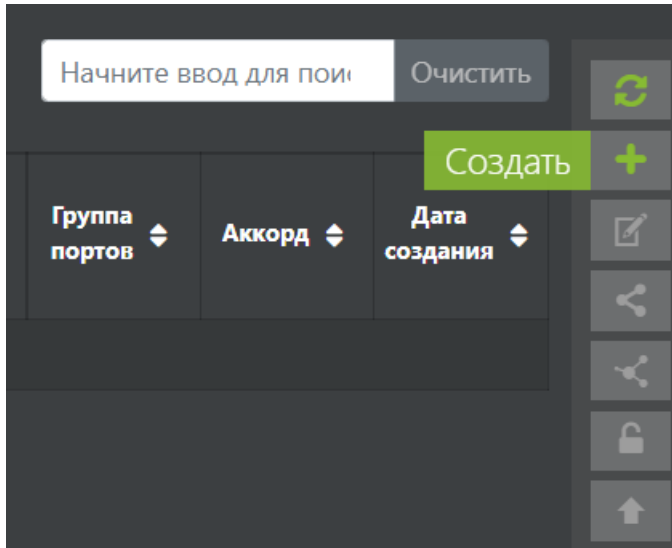 Начните ввод для пои
Очистить
Создать
Группа
портов
Аккорд
Дата
создания